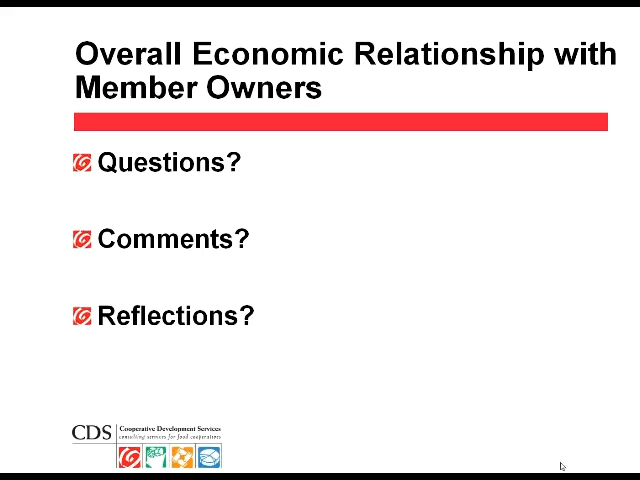 Overall Economic Relationship with
Member Owners
Questions?
Comments?
Reflections?
CDS
Cooperative Development Services
consulting services for food cooperatives